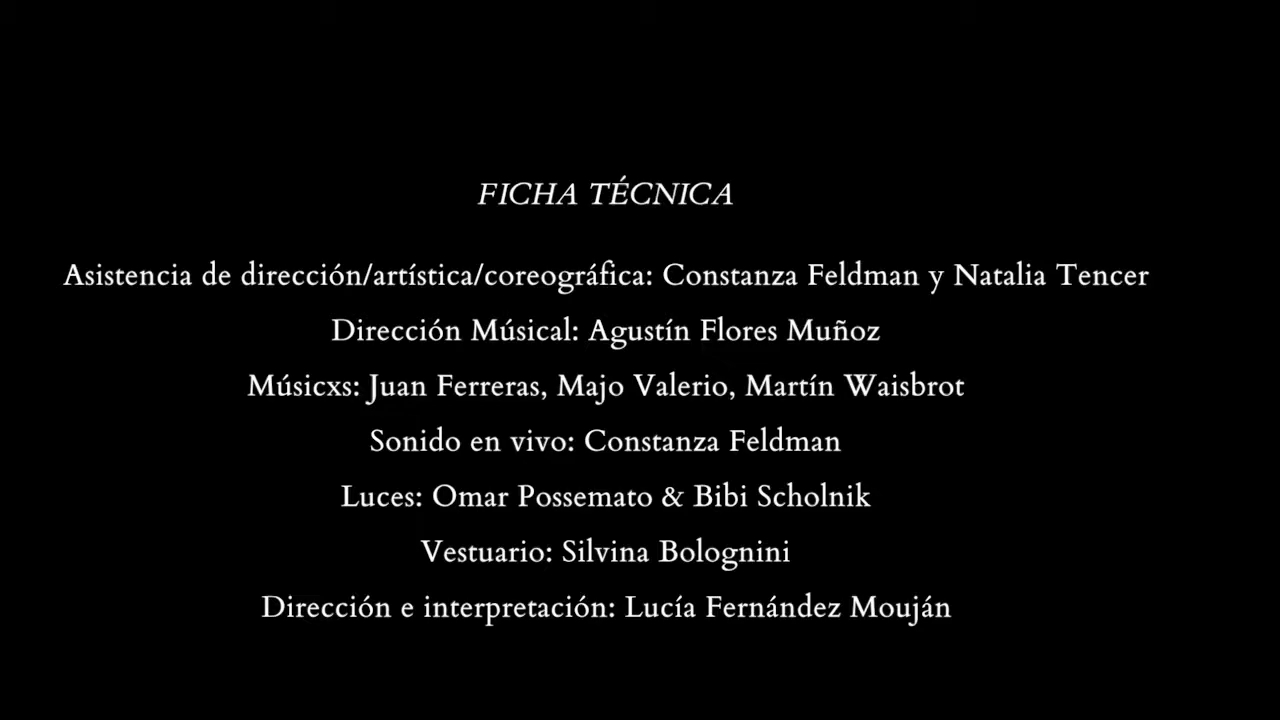 FICHA TÉCNICA
Asistencia de dirección/artística/coreográfica: Constanza Feldman y Natalia Tencer
Dirección Músical: Agustín Flores Muñoz
Músicxs: Juan Ferreras, Majo Valerio, Martín Waisbrot
Sonido en vivo: Constanza Feldman
Luces: Omar Possemato & Bibi Scholnik
Vestuario: Silvina Bolognini
Dirección e interpretación: Lucía Fernández Mouján